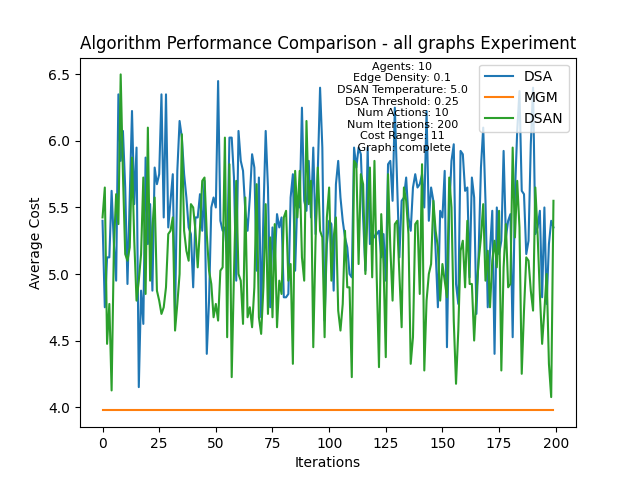 Algorithm Performance Comparison - all graphs Experiment
Agents: 10
Edge Density: 0.1
DSAN Temperature: 5.0
DSA Threshold: 0.25
Num Actions: 10
Num Iterations: 200
Cost Range: 11
Graph: complete
DSA
MGM
DSAN
Average Cost
6.5
6.0
5.5
5.0
4.5
4.0
0
25
50
75
100
125
150
175
200
Iterations